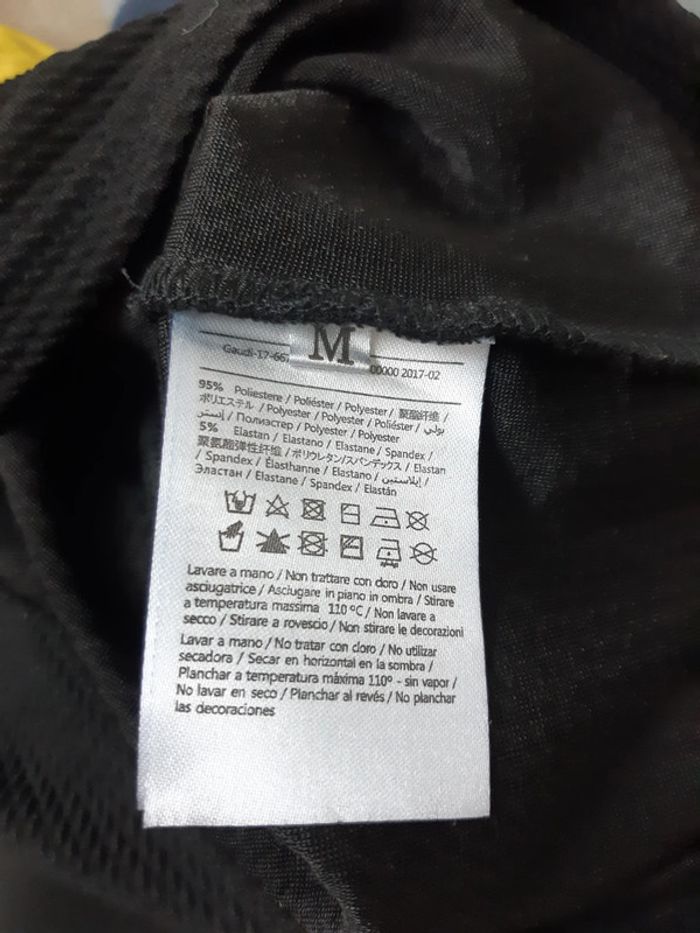 M
Gaudi-17-667
00000 2017-02
95% Poliestere / Poliéster / Polyester / 聚酯纤维 /
ポリエステル / Polyester / Polyester / Poliéster / بولي
إستر / Полиэстер / Polyester / Polyester
5% Elastan / Elastano / Elastane / Spandex /
聚氨酯弹性纤维 / ポリウレタン/スパンデックス / Elastan
/ Spandex / Élasthanne / Elastano / إيلاستين /
Эластан / Elastane / Spandex / Elastán
Lavare a mano / Non trattare con cloro / Non usare
asciugatrice / Asciugare in piano in ombra / Stirare
a temperatura massima 110 ºC / Non lavare a
secco / Stirare a rovescio / Non stirare le decorazioni
Lavar a mano / No tratar con cloro / No utilizar
secadora / Secar en horizontal en la sombra /
Planchar a temperatura máxima 110º - sin vapor /
No lavar en seco / Planchar al revés / No planchar
las decoraciones